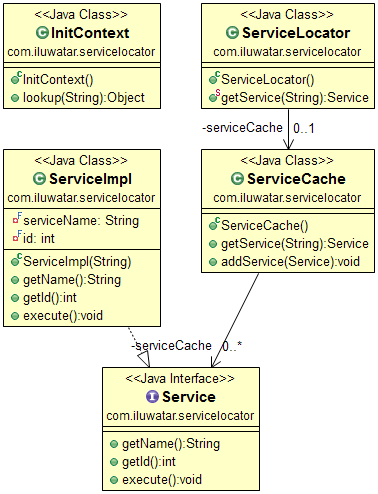 <<Java Class>>
InitContext
com.iluwatar.servicelocator
InitContext()
lookup(String):Object
<<Java Class>>
ServiceLocator
com.iluwatar.servicelocator
ServiceLocator()
getService(String):Service
-serviceCache 0..1
<<Java Class>>
ServiceImpl
com.iluwatar.servicelocator
serviceName: String
id: int
ServiceImpl(String)
getName():String
getId():int
execute():void
<<Java Class>>
ServiceCache
com.iluwatar.servicelocator
ServiceCache()
getService(String):Service
addService(Service):void
-serviceCache 0..*
<<Java Interface>>
Service
com.iluwatar.servicelocator
getName():String
getId():int
execute():void